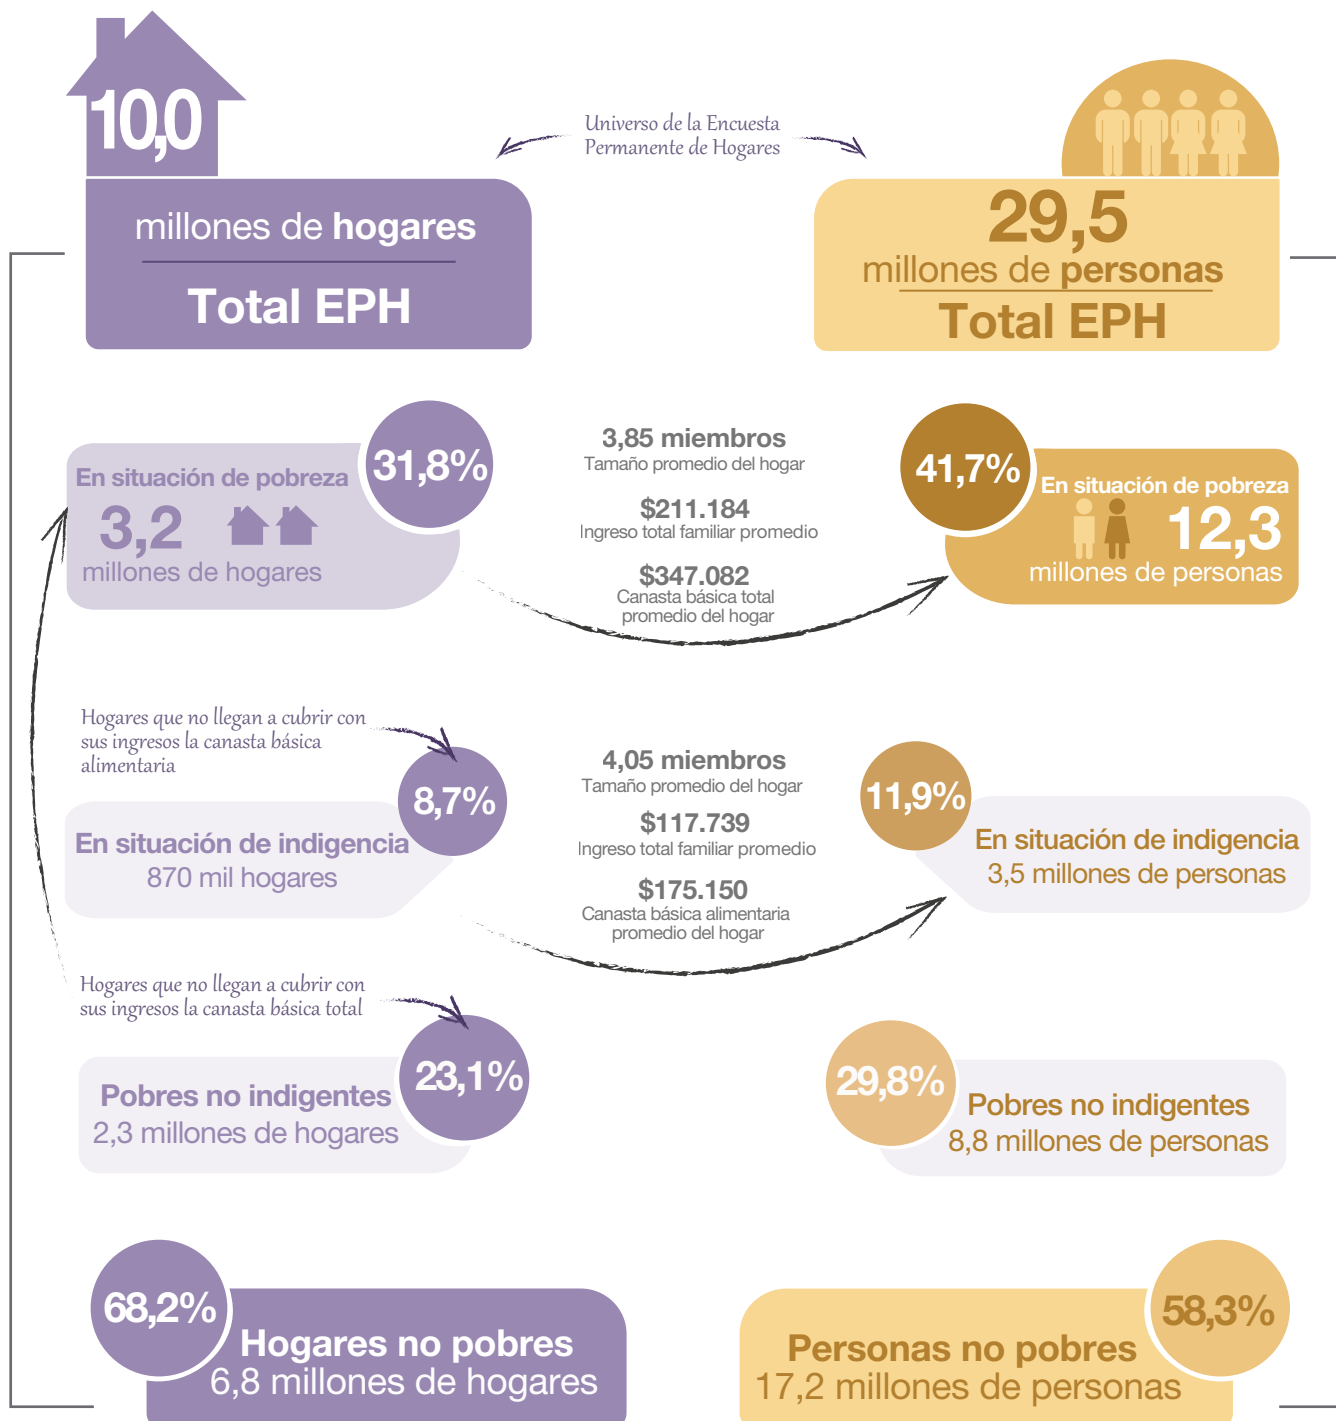 10,0
millones de hogares
Total EPH
Universo de la Encuesta
Permanente de Hogares
29,5
millones de personas
Total EPH
31,8%
En situación de pobreza
3,2
millones de hogares
3,85 miembros
Tamaño promedio del hogar
$211.184
Ingreso total familiar promedio
$347.082
Canasta básica total
promedio del hogar
41,7%
En situación de pobreza
12,3
millones de personas
Hogares que no llegan a cubrir con
sus ingresos la canasta básica
alimentaria
8,7%
En situación de indigencia
870 mil hogares
4,05 miembros
Tamaño promedio del hogar
$117.739
Ingreso total familiar promedio
$175.150
Canasta básica alimentaria
promedio del hogar
11,9%
En situación de indigencia
3,5 millones de personas
Hogares que no llegan a cubrir con
sus ingresos la canasta básica total
23,1%
Pobres no indigentes
2,3 millones de hogares
29,8%
Pobres no indigentes
8,8 millones de personas
68,2%
Hogares no pobres
6,8 millones de hogares
58,3%
Personas no pobres
17,2 millones de personas